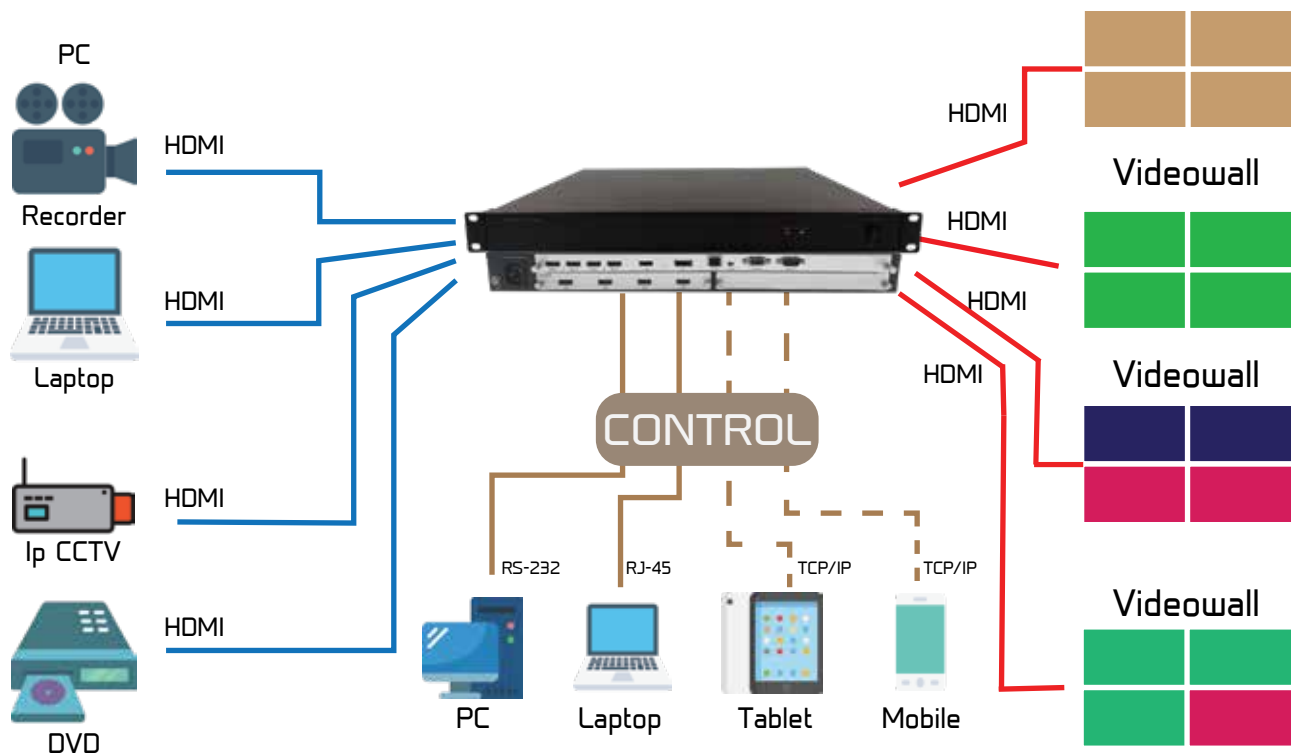 PC
HDMI
Recorder
HDMI
Laptop
HDMI
Ip CCTV
HDMI
DVD
CONTROL
RS-232
RJ-45
TCP/IP
TCP/IP
PC
Laptop
Tablet
Mobile
HDMI
HDMI
HDMI
HDMI
Videowall
Videowall
Videowall